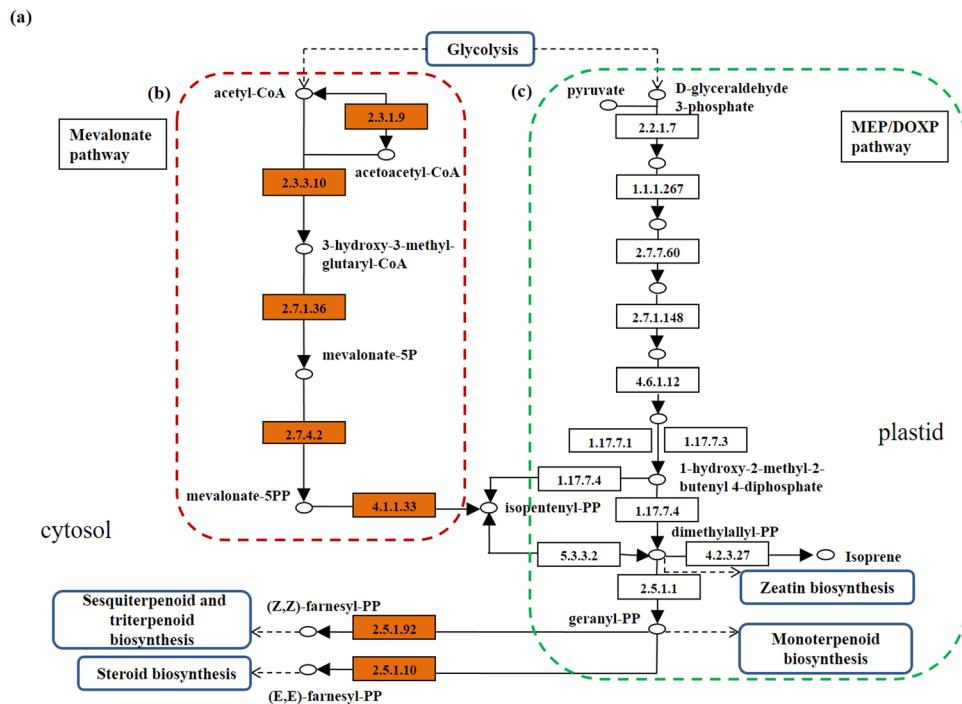 (a)
Glycolysis
(b)
acetyl-CoA
2.3.1.9
Mevalonate
pathway
acetoacetyl-CoA
2.3.3.10
3-hydroxy-3-methyl-
glutaryl-CoA
2.7.1.36
mevalonate-5P
2.7.4.2
mevalonate-5PP
4.1.1.33
cytosol
(c)
pyruvate
D-glyceraldehyde
3-phosphate
MEP/DOXP
pathway
2.2.1.7
1.1.1.267
2.7.7.60
2.7.1.148
4.6.1.12
1.17.7.1
1.17.7.3
plastid
1-hydroxy-2-methyl-2-
butenyl 4-diphosphate
1.17.7.4
isopentenyl-PP
1.17.7.4
dimethylallyl-PP
5.3.3.2
4.2.3.27
Isoprene
Zeatin biosynthesis
2.5.1.1
geranyl-PP
Monoterpenoid
biosynthesis
Sesquiterpenoid and
triterpenoid
biosynthesis
(Z,Z)-farnesyl-PP
2.5.1.92
Steroid biosynthesis
2.5.1.10
(E,E)-farnesyl-PP